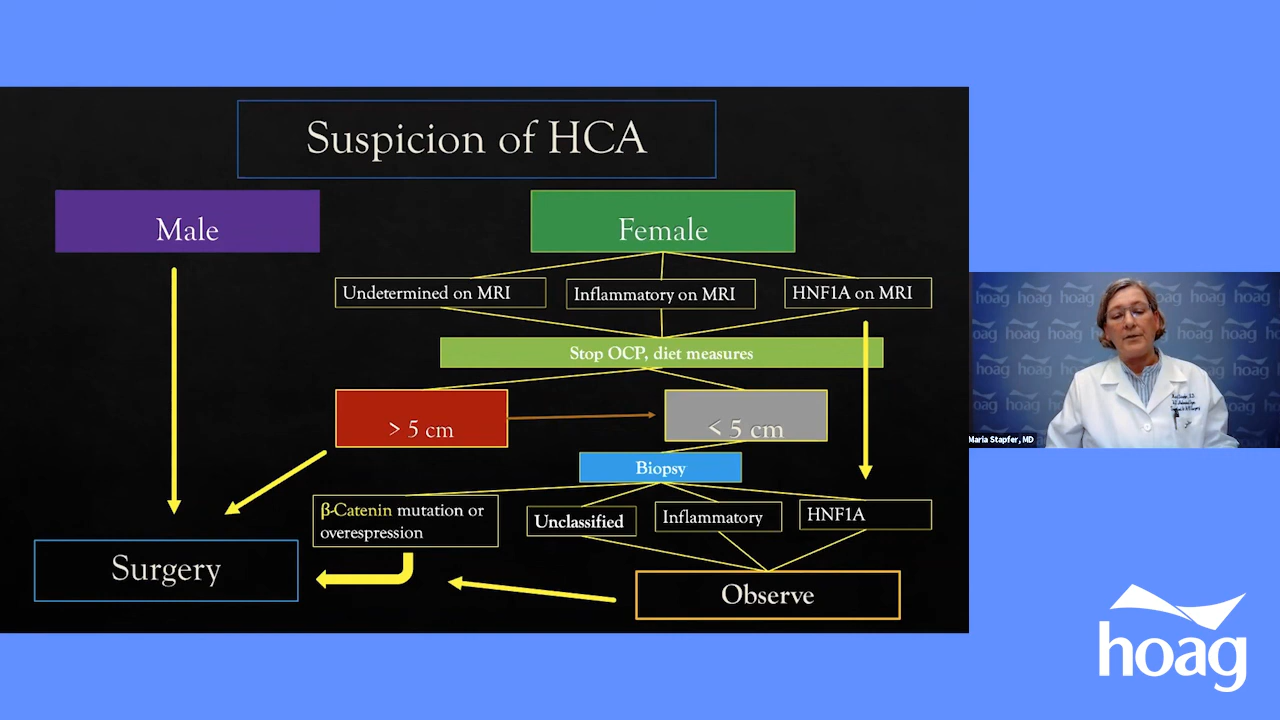 Suspicion of HCA
Male
Female
Undetermined on MRI
Inflammatory on MRI
HNF1A on MRI
Stop OCP, diet measures
> 5 cm
< 5 cm
Biopsy
β-Catenin mutation or
overespression
Unclassified
Inflammatory
HNF1A
Surgery
Observe
hoag
Maria Stapfer, MD
hoag